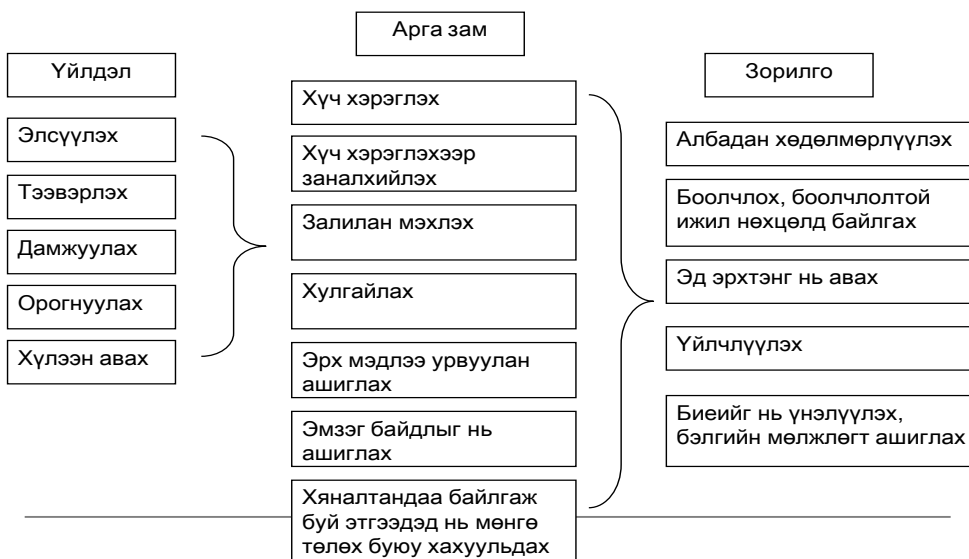 Үйлдэл
Элсүүлэх
Тээвэрлэх
Дамжуулах
Орогнуулах
Хүлээн авах
Арга зам
Хүч хэрэглэх
Хүч хэрэглэхээр
заналхийлэх
Залилан мэхлэх
Хулгайлах
Эрх мэдлээ урвуулан
ашиглах
Эмзэг байдлыг нь
ашиглах
Хяналтандаа байлгаж
буй этгээдэд нь мөнгө
төлөх буюу хахуульдах
Зорилго
Албадан хөдөлмөрлүүлэх
Боолчлох, боолчлолтой
ижил нөхцөлд байлгах
Эд эрхтэнг нь авах
Үйлчлүүлэх
Биеийг нь үнэлүүлэх,
бэлгийн мөлжлөгт ашиглах